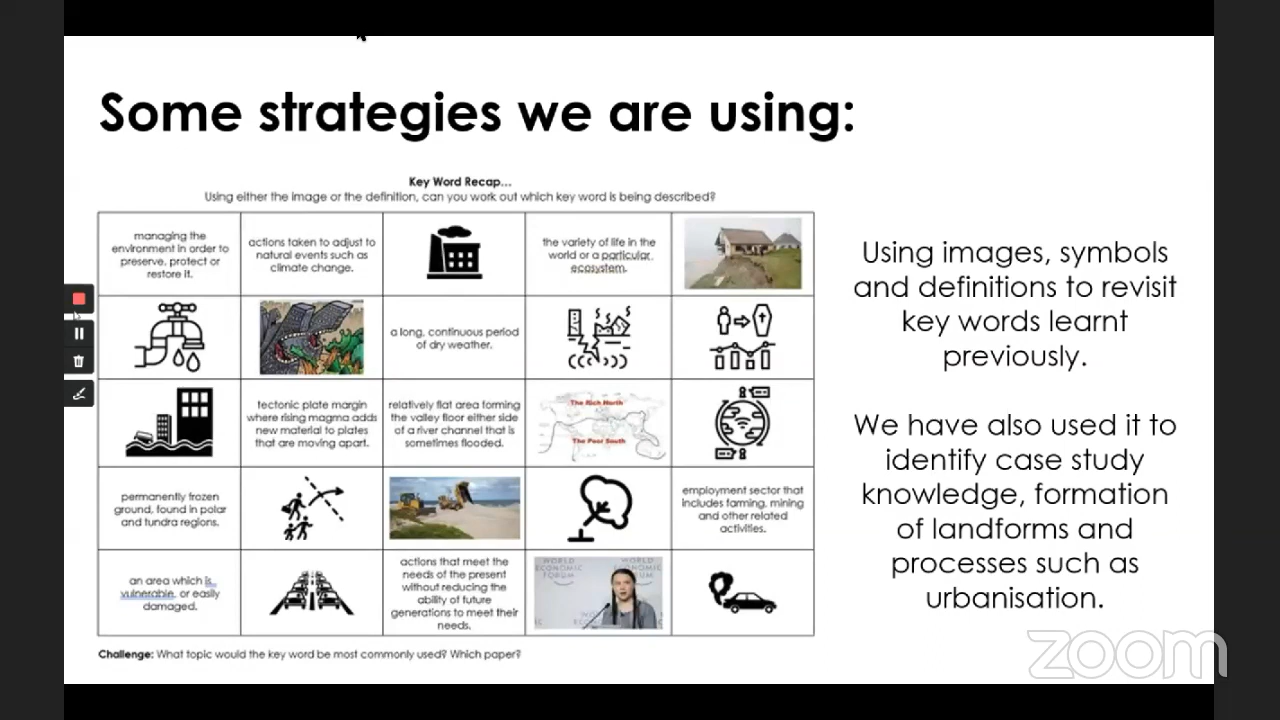 Some strategies we are using:
Key Word Recap...
Using either the image or the definition, can you work out which key word is being described?
managing the
environment in order to
preserve, protect or
restore it.
actions taken to adjust to
natural events such as
climate change.
the variety of life in the
world or a particular
ecosystem.
a long, continuous period
of dry weather.
tectonic plate margin
where rising magma adds
new material to plates
that are moving apart.
relatively flat area forming
the valley floor either side
of a river channel that is
sometimes flooded.
The Rich North
The Poor South
permanently frozen
ground, found in polar
and tundra regions.
employment sector that
includes farming, mining
and other related
activities.
an area which is
vulnerable, or easily
damaged.
actions that meet the
needs of the present
without reducing the
ability of future
generations to meet their
needs.
WORLD
ECONOMIC
FORUM
WORLD
ECONOMIC
FORUM
Challenge: What topic would the key word be most commonly used? Which paper?
Using images, symbols
and definitions to revisit
key words learnt
previously.
We have also used it to
identify case study
knowledge, formation
of landforms and
processes such as
urbanisation.
zoom